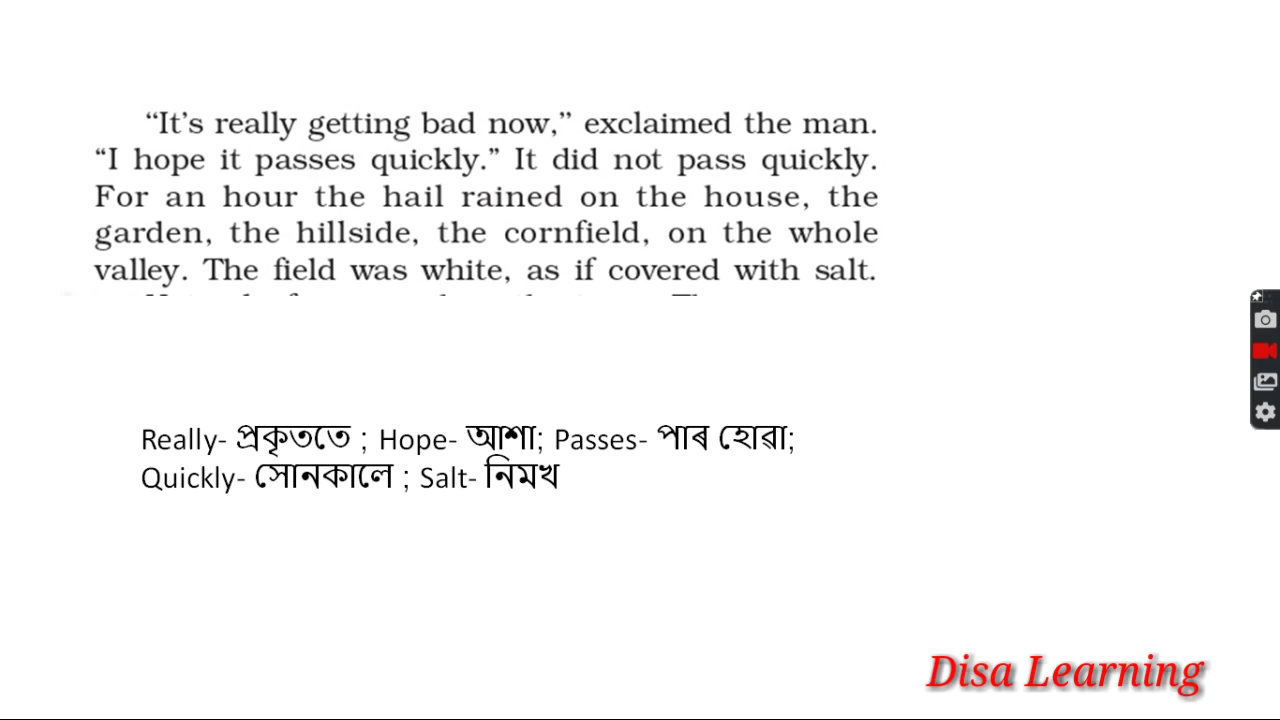 “It’s really getting bad now,” exclaimed the man.
“I hope it passes quickly.” It did not pass quickly.
For an hour the hail rained on the house, the
garden, the hillside, the cornfield, on the whole
valley. The field was white, as if covered with salt.
Really- প্ৰকৃততে ; Hope- আশা; Passes- পাৰ হোৱা;
Quickly- সোনকালে ; Salt- নিমখ
Disa Learning